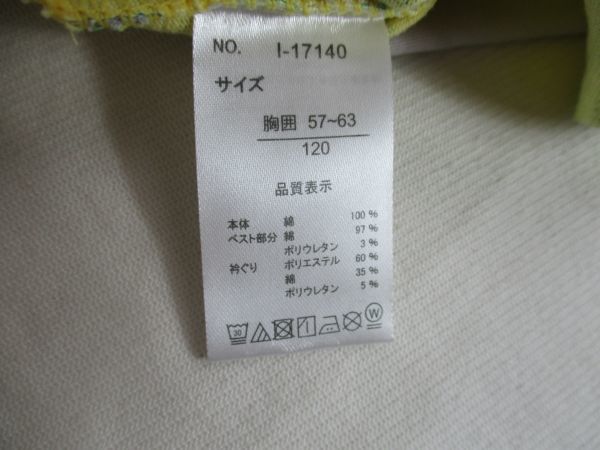 NO. I-17140
サイズ
胸囲 57~63
120
品質表示
本体 綿 100 %
ベスト部分 綿 97 %
ポリウレタン 3 %
衿ぐり ポリエステル 60 %
綿 35 %
ポリウレタン 5 %
30 W